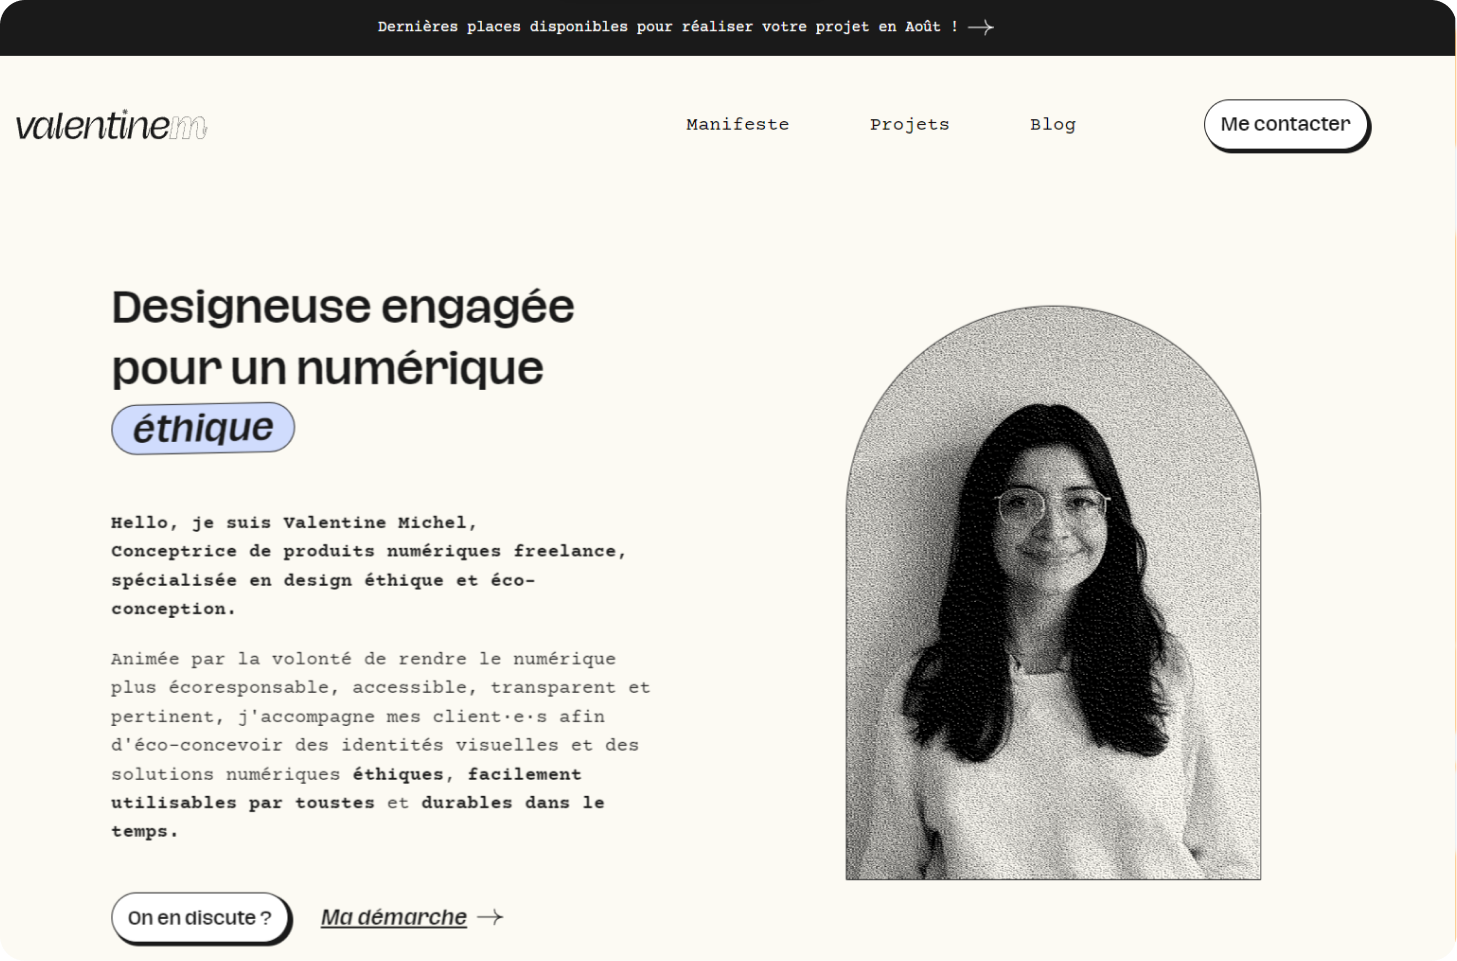 Dernières places disponibles pour réaliser votre projet en Août ! →
valentinem
Manifeste
Projets
Blog
Me contacter
Designeuse engagée
pour un numérique
éthique
Hello, je suis Valentine Michel,
Conceptrice de produits numériques freelance,
spécialisée en design éthique et éco-
conception.
Animée par la volonté de rendre le numérique
plus écoresponsable, accessible, transparent et
pertinent, j'accompagne mes client·e·s afin
d'éco-concevoir des identités visuelles et des
solutions numériques éthiques, facilement
utilisables par toustes et durables dans le
temps.
On en discute ?
Ma démarche →